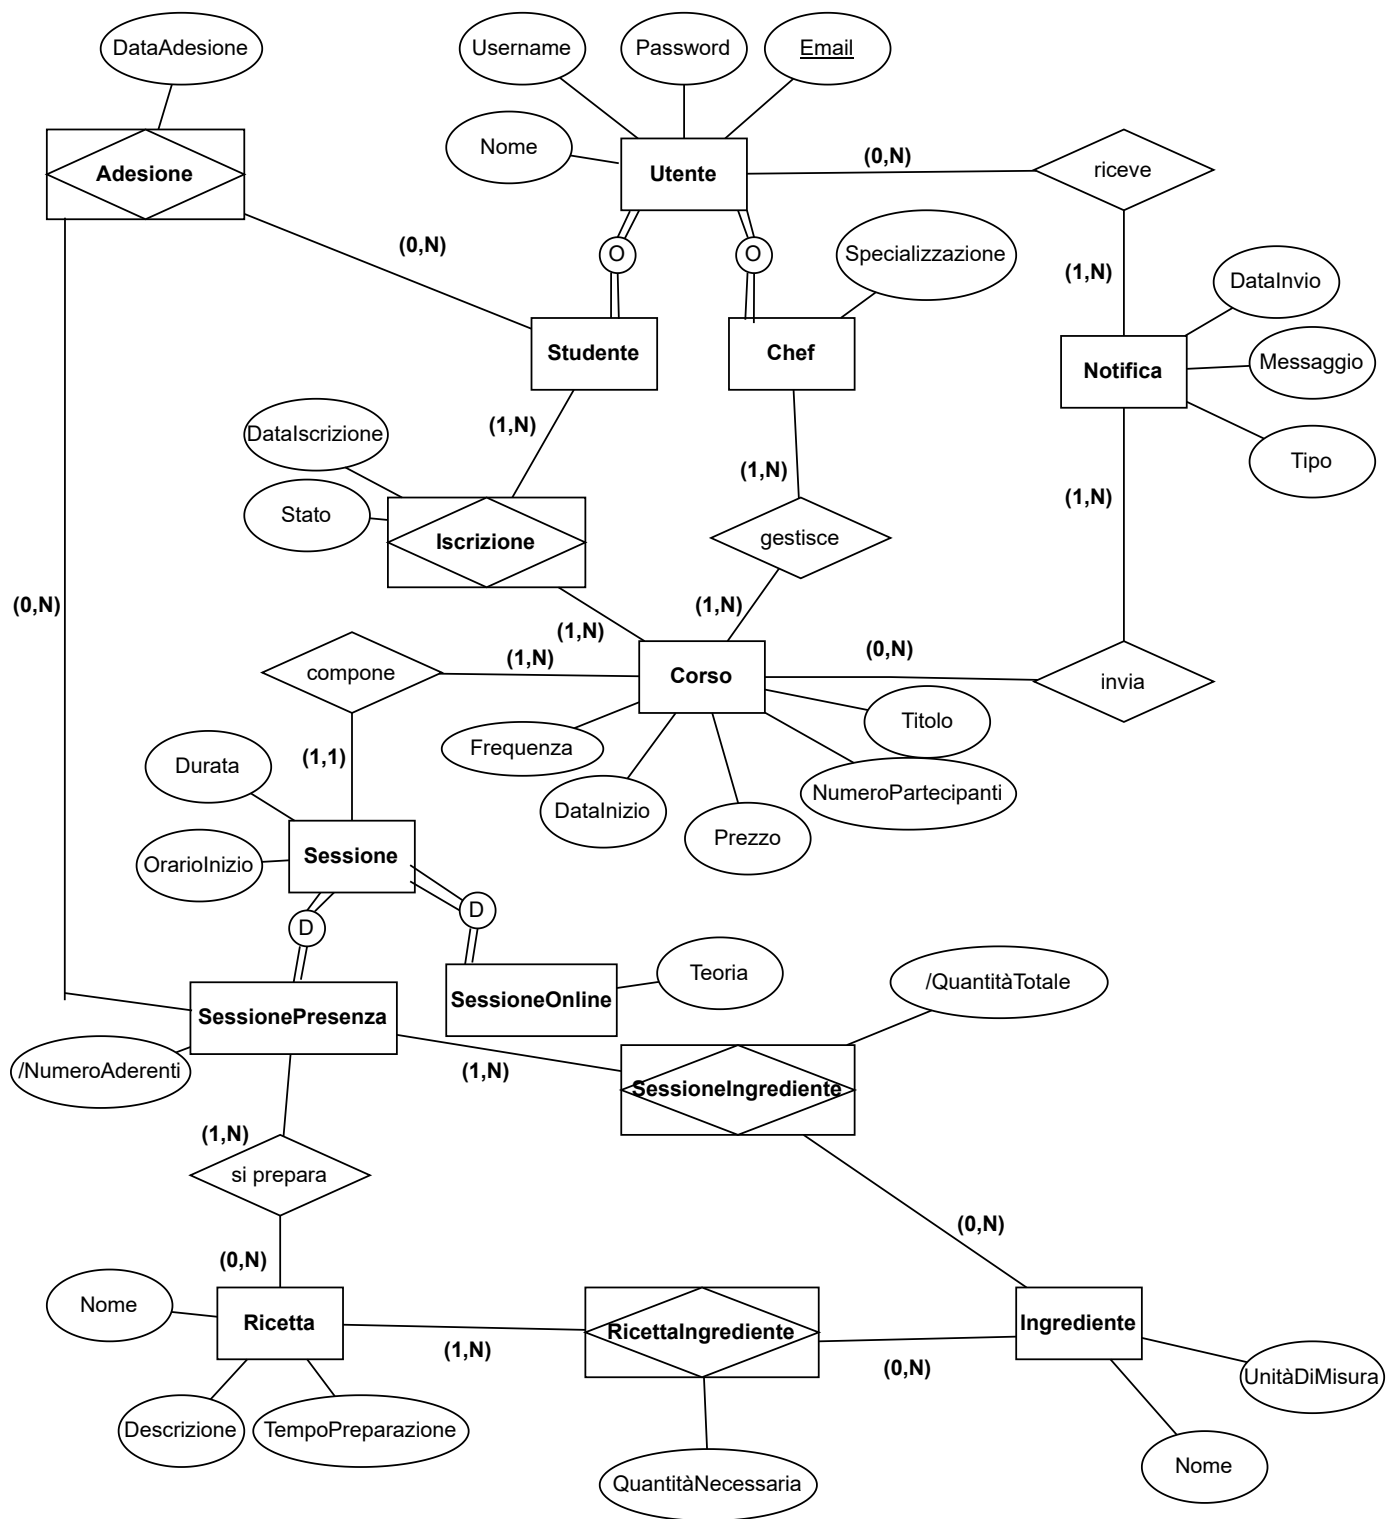 DataAdesione
Username
Password
Email
Nome
Adesione
Utente
(0,N)
riceve
(0,N)
O
O
Specializzazione
(1,N)
DataInvio
Studente
Chef
Notifica
Messaggio
DataIscrizione
(1,N)
(1,N)
Tipo
Stato
(1,N)
Iscrizione
gestisce
(0,N)
(1,N)
(1,N)
compone
(1,N)
Corso
(0,N)
invia
Titolo
Frequenza
(1,1)
Durata
NumeroPartecipanti
DataInizio
Prezzo
Sessione
OrarioInizio
D
D
Teoria
/QuantitàTotale
SessioneOnline
SessionePresenza
/NumeroAderenti
(1,N)
SessioneIngrediente
(1,N)
si prepara
(0,N)
(0,N)
Nome
Ricetta
RicettaIngrediente
Ingrediente
(1,N)
(0,N)
UnitàDiMisura
Descrizione
TempoPreparazione
Nome
QuantitàNecessaria